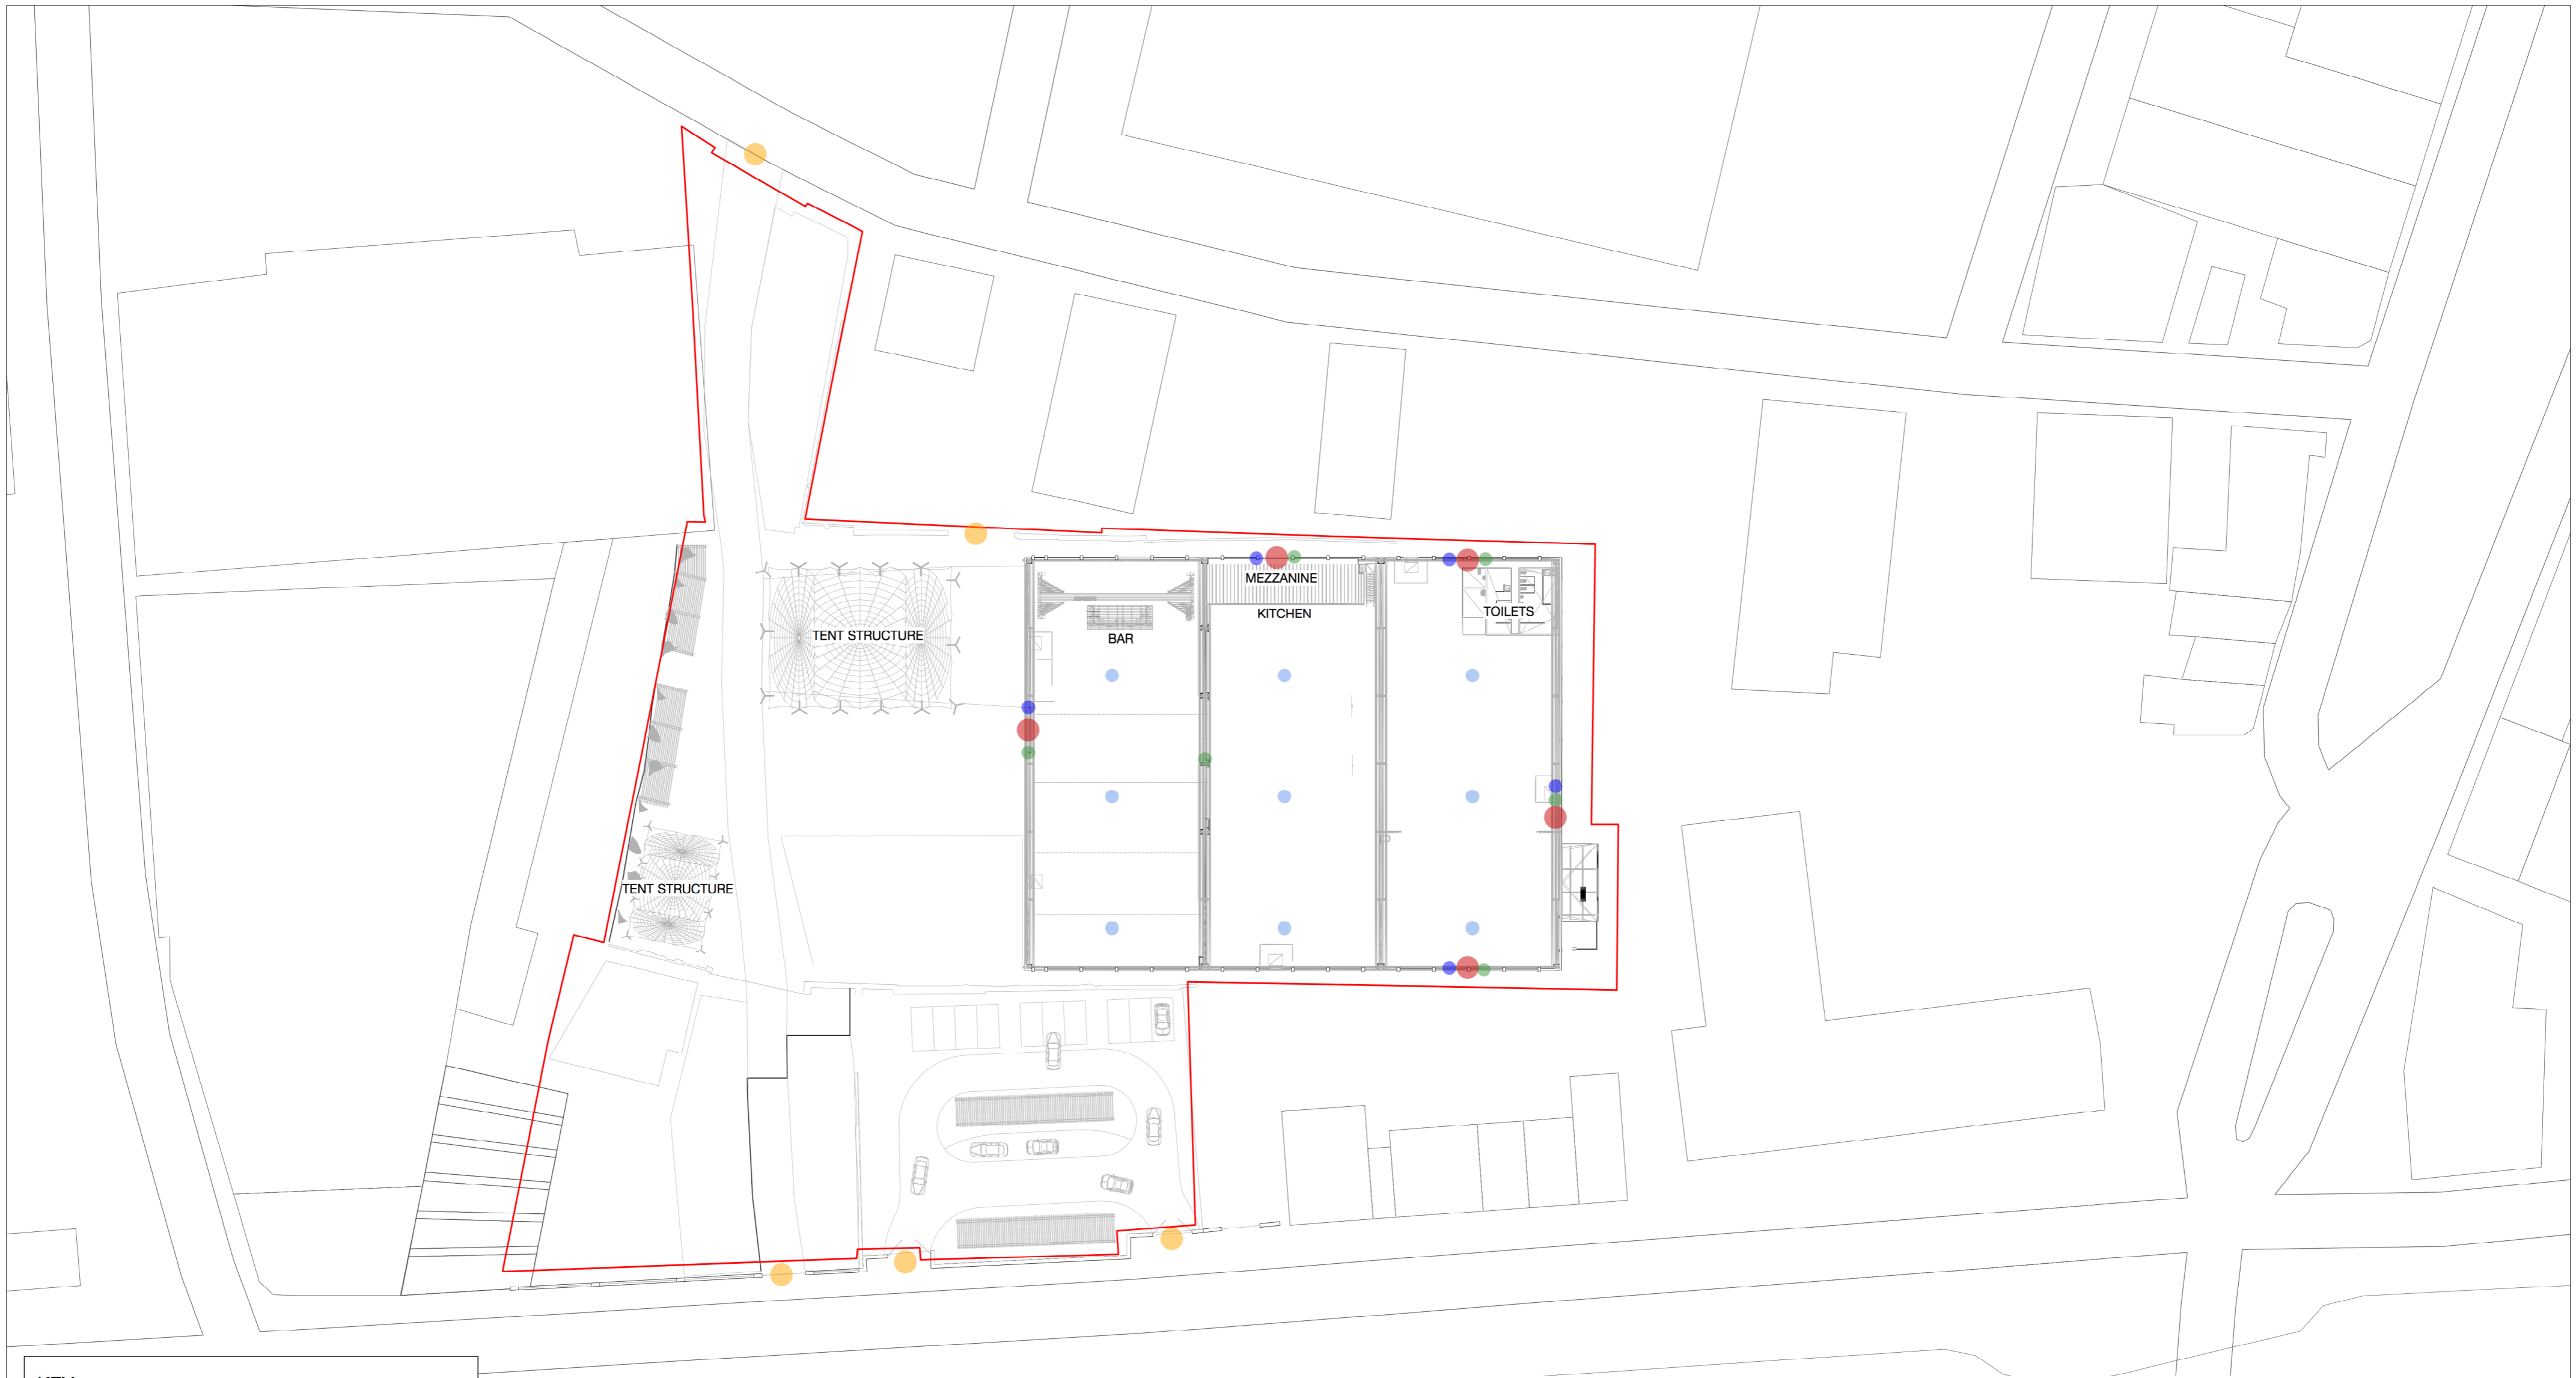 MEZZANINE
KITCHEN
TOILETS
BAR
TENT STRUCTURE
TENT STRUCTURE